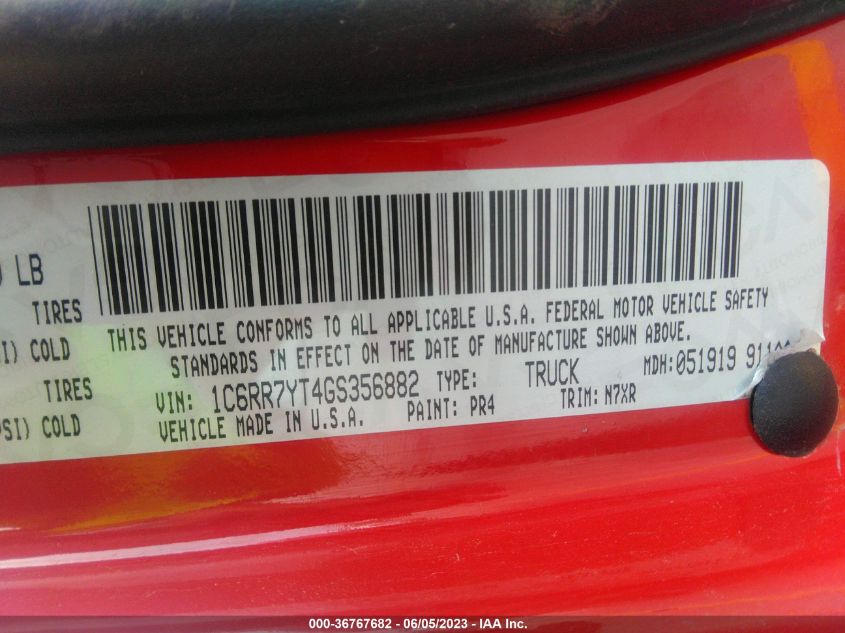 LB
TIRES
COLD
TIRES
COLD
THIS VEHICLE CONFORMS TO ALL APPLICABLE U.S.A. FEDERAL MOTOR VEHICLE SAFETY
STANDARDS IN EFFECT ON THE DATE OF MANUFACTURE SHOWN ABOVE.
VIN: 1C6RR7YT4GS356882 TYPE: TRUCK MDH:051919
VEHICLE MADE IN U.S.A. PAINT: PR4 TRIM: N7XR
000-36767682 - 06/05/2023 - IAA Inc.